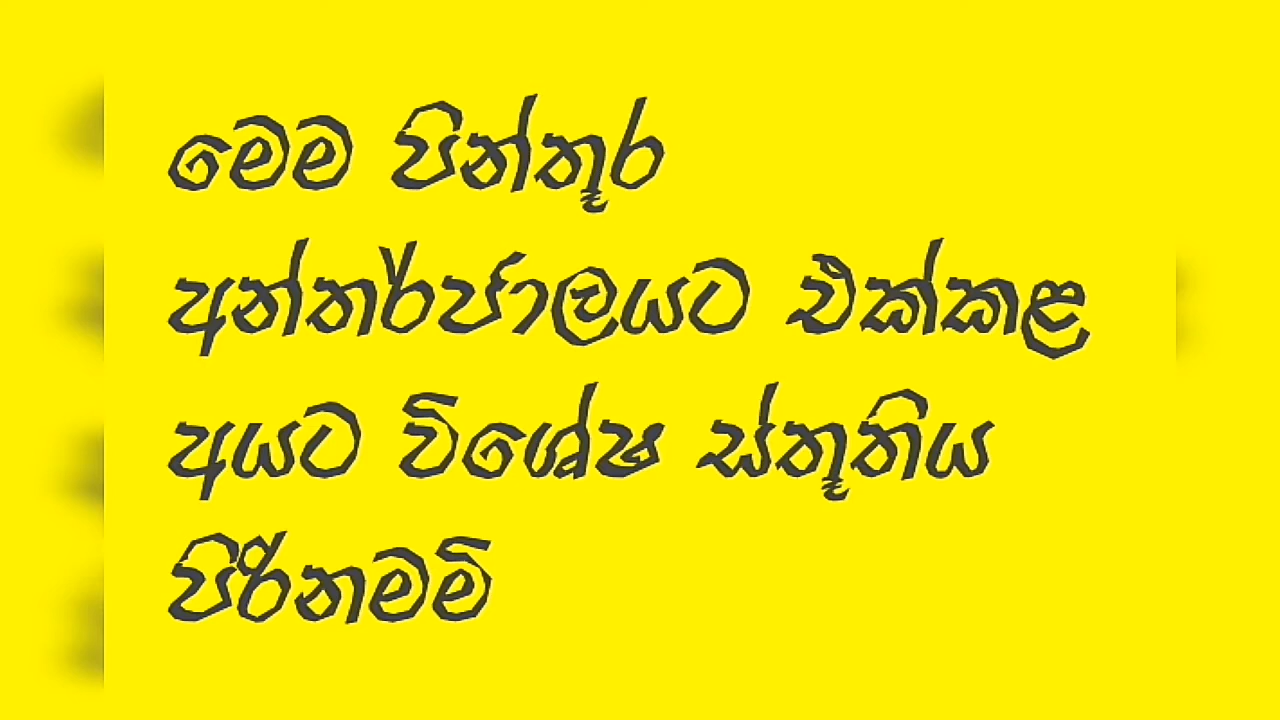 මෙම පින්තූර
අන්තර්ජාලයට එක්කළ
අයට විශේෂ ස්තූතිය
පිරිනමමි